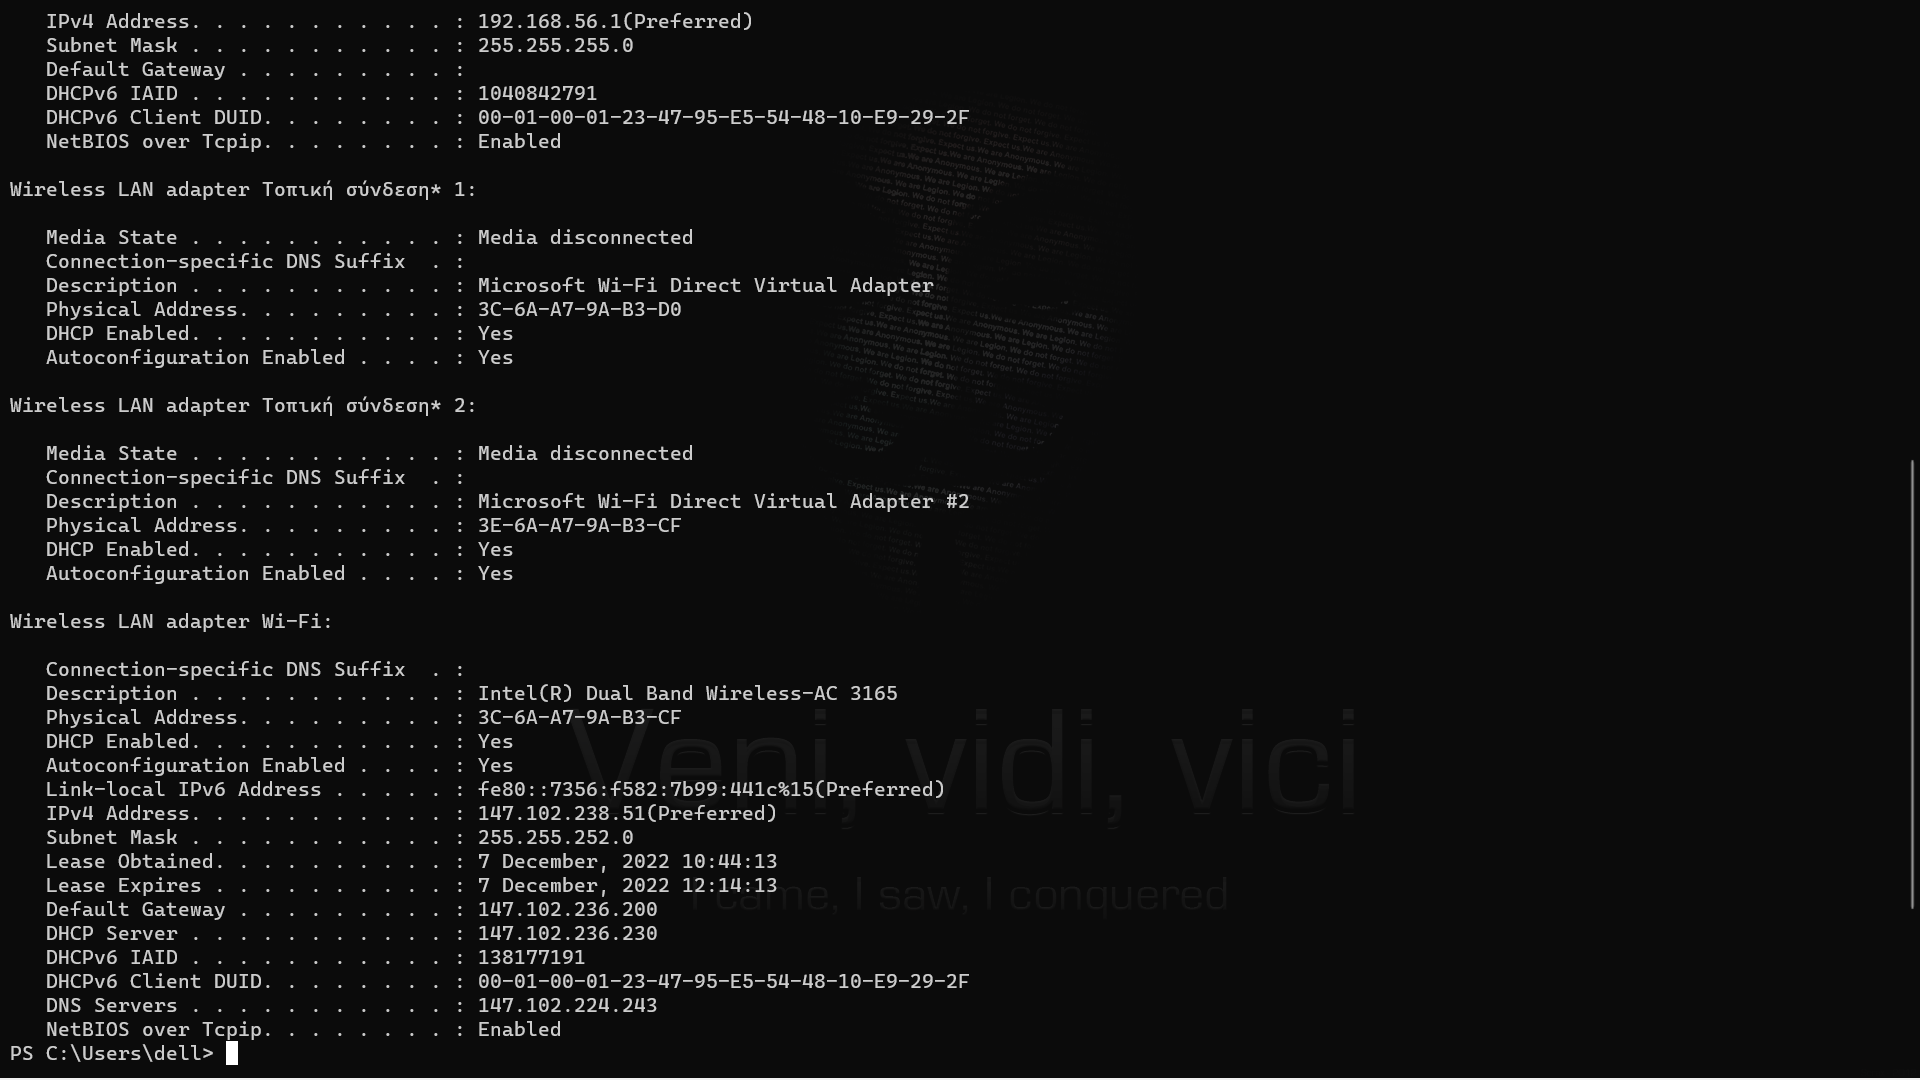 IPv4 Address. . . . . . . . . . . : 192.168.56.1(Preferred)
Subnet Mask . . . . . . . . . . . : 255.255.255.0
Default Gateway . . . . . . . . . :
DHCPv6 IAID . . . . . . . . . . . : 1040842791
DHCPv6 Client DUID. . . . . . . . : 00-01-00-01-23-47-95-E5-54-48-10-E9-29-2F
NetBIOS over Tcpip. . . . . . . . : Enabled
Wireless LAN adapter Τοπική σύνδεση* 1:
Media State . . . . . . . . . . . : Media disconnected
Connection-specific DNS Suffix  . :
Description . . . . . . . . . . . : Microsoft Wi-Fi Direct Virtual Adapter
Physical Address. . . . . . . . . : 3C-6A-A7-9A-B3-D0
DHCP Enabled. . . . . . . . . . . : Yes
Autoconfiguration Enabled . . . . : Yes
Wireless LAN adapter Τοπική σύνδεση* 2:
Media State . . . . . . . . . . . : Media disconnected
Connection-specific DNS Suffix  . :
Description . . . . . . . . . . . : Microsoft Wi-Fi Direct Virtual Adapter #2
Physical Address. . . . . . . . . : 3E-6A-A7-9A-B3-CF
DHCP Enabled. . . . . . . . . . . : Yes
Autoconfiguration Enabled . . . . : Yes
Wireless LAN adapter Wi-Fi:
Connection-specific DNS Suffix  . :
Description . . . . . . . . . . . : Intel(R) Dual Band Wireless-AC 3165
Physical Address. . . . . . . . . : 3C-6A-A7-9A-B3-CF
DHCP Enabled. . . . . . . . . . . : Yes
Autoconfiguration Enabled . . . . : Yes
Link-local IPv6 Address . . . . . : fe80::7356:f582:7b99:441c%15(Preferred)
IPv4 Address. . . . . . . . . . . : 147.102.238.51(Preferred)
Subnet Mask . . . . . . . . . . . : 255.255.252.0
Lease Obtained. . . . . . . . . . : 7 December, 2022 10:44:13
Lease Expires . . . . . . . . . . : 7 December, 2022 12:14:13
Default Gateway . . . . . . . . . : 147.102.236.200
DHCP Server . . . . . . . . . . . : 147.102.236.230
DHCPv6 IAID . . . . . . . . . . . : 138177191
DHCPv6 Client DUID. . . . . . . . : 00-01-00-01-23-47-95-E5-54-48-10-E9-29-2F
DNS Servers . . . . . . . . . . . : 147.102.224.243
NetBIOS over Tcpip. . . . . . . . : Enabled
PS C:\Users\dell>
Veni, vidi, vici
I came, I saw, I conquered